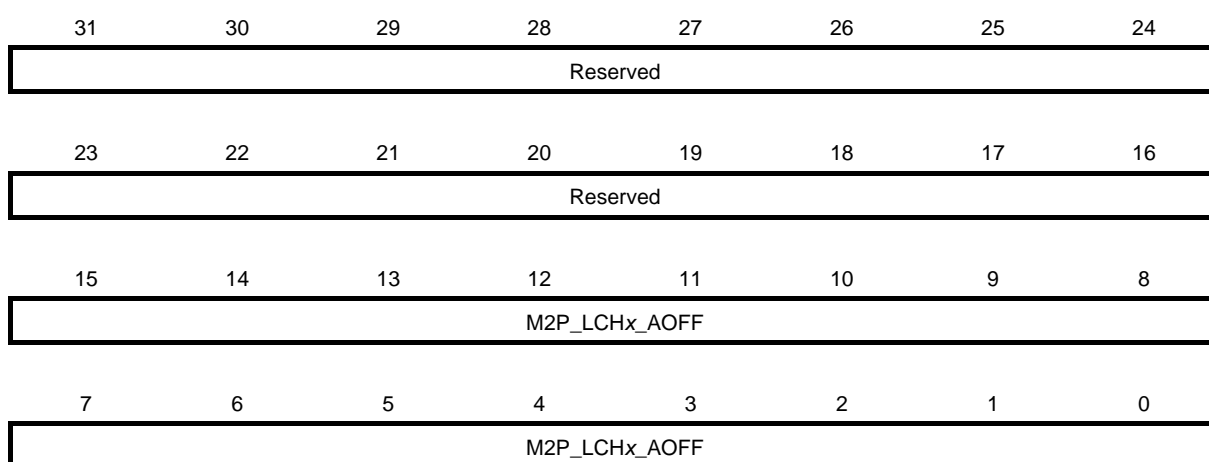 31 30 29 28 27 26 25 24
Reserved
23 22 21 20 19 18 17 16
Reserved
15 14 13 12 11 10 9 8
M2P_LCHx_AOFF
7 6 5 4 3 2 1 0
M2P_LCHx_AOFF